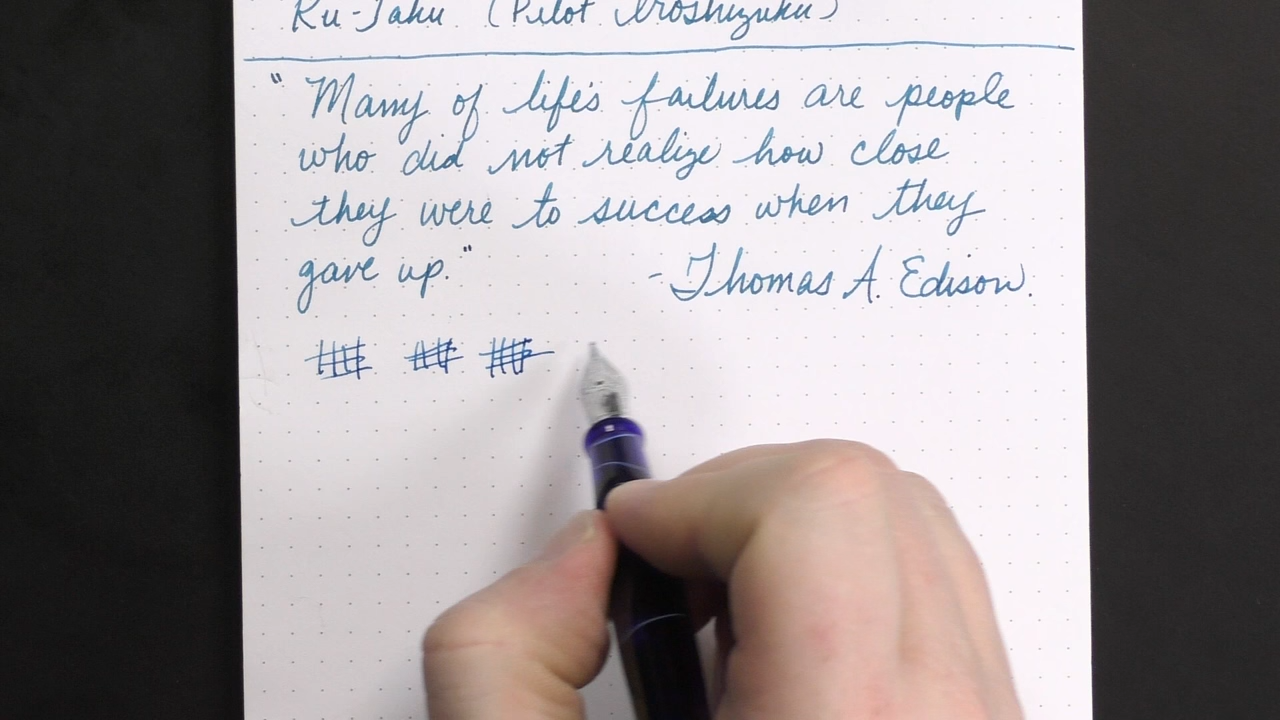 Ku-Jaku (Pilot Iroshizuku)
"Many of life's failures are people
who did not realize how close
they were to success when they
gave up."
- Thomas A. Edison.